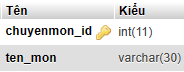 Tên Kiểu
chuyenmon_id int(11)
ten_mon varchar(30)